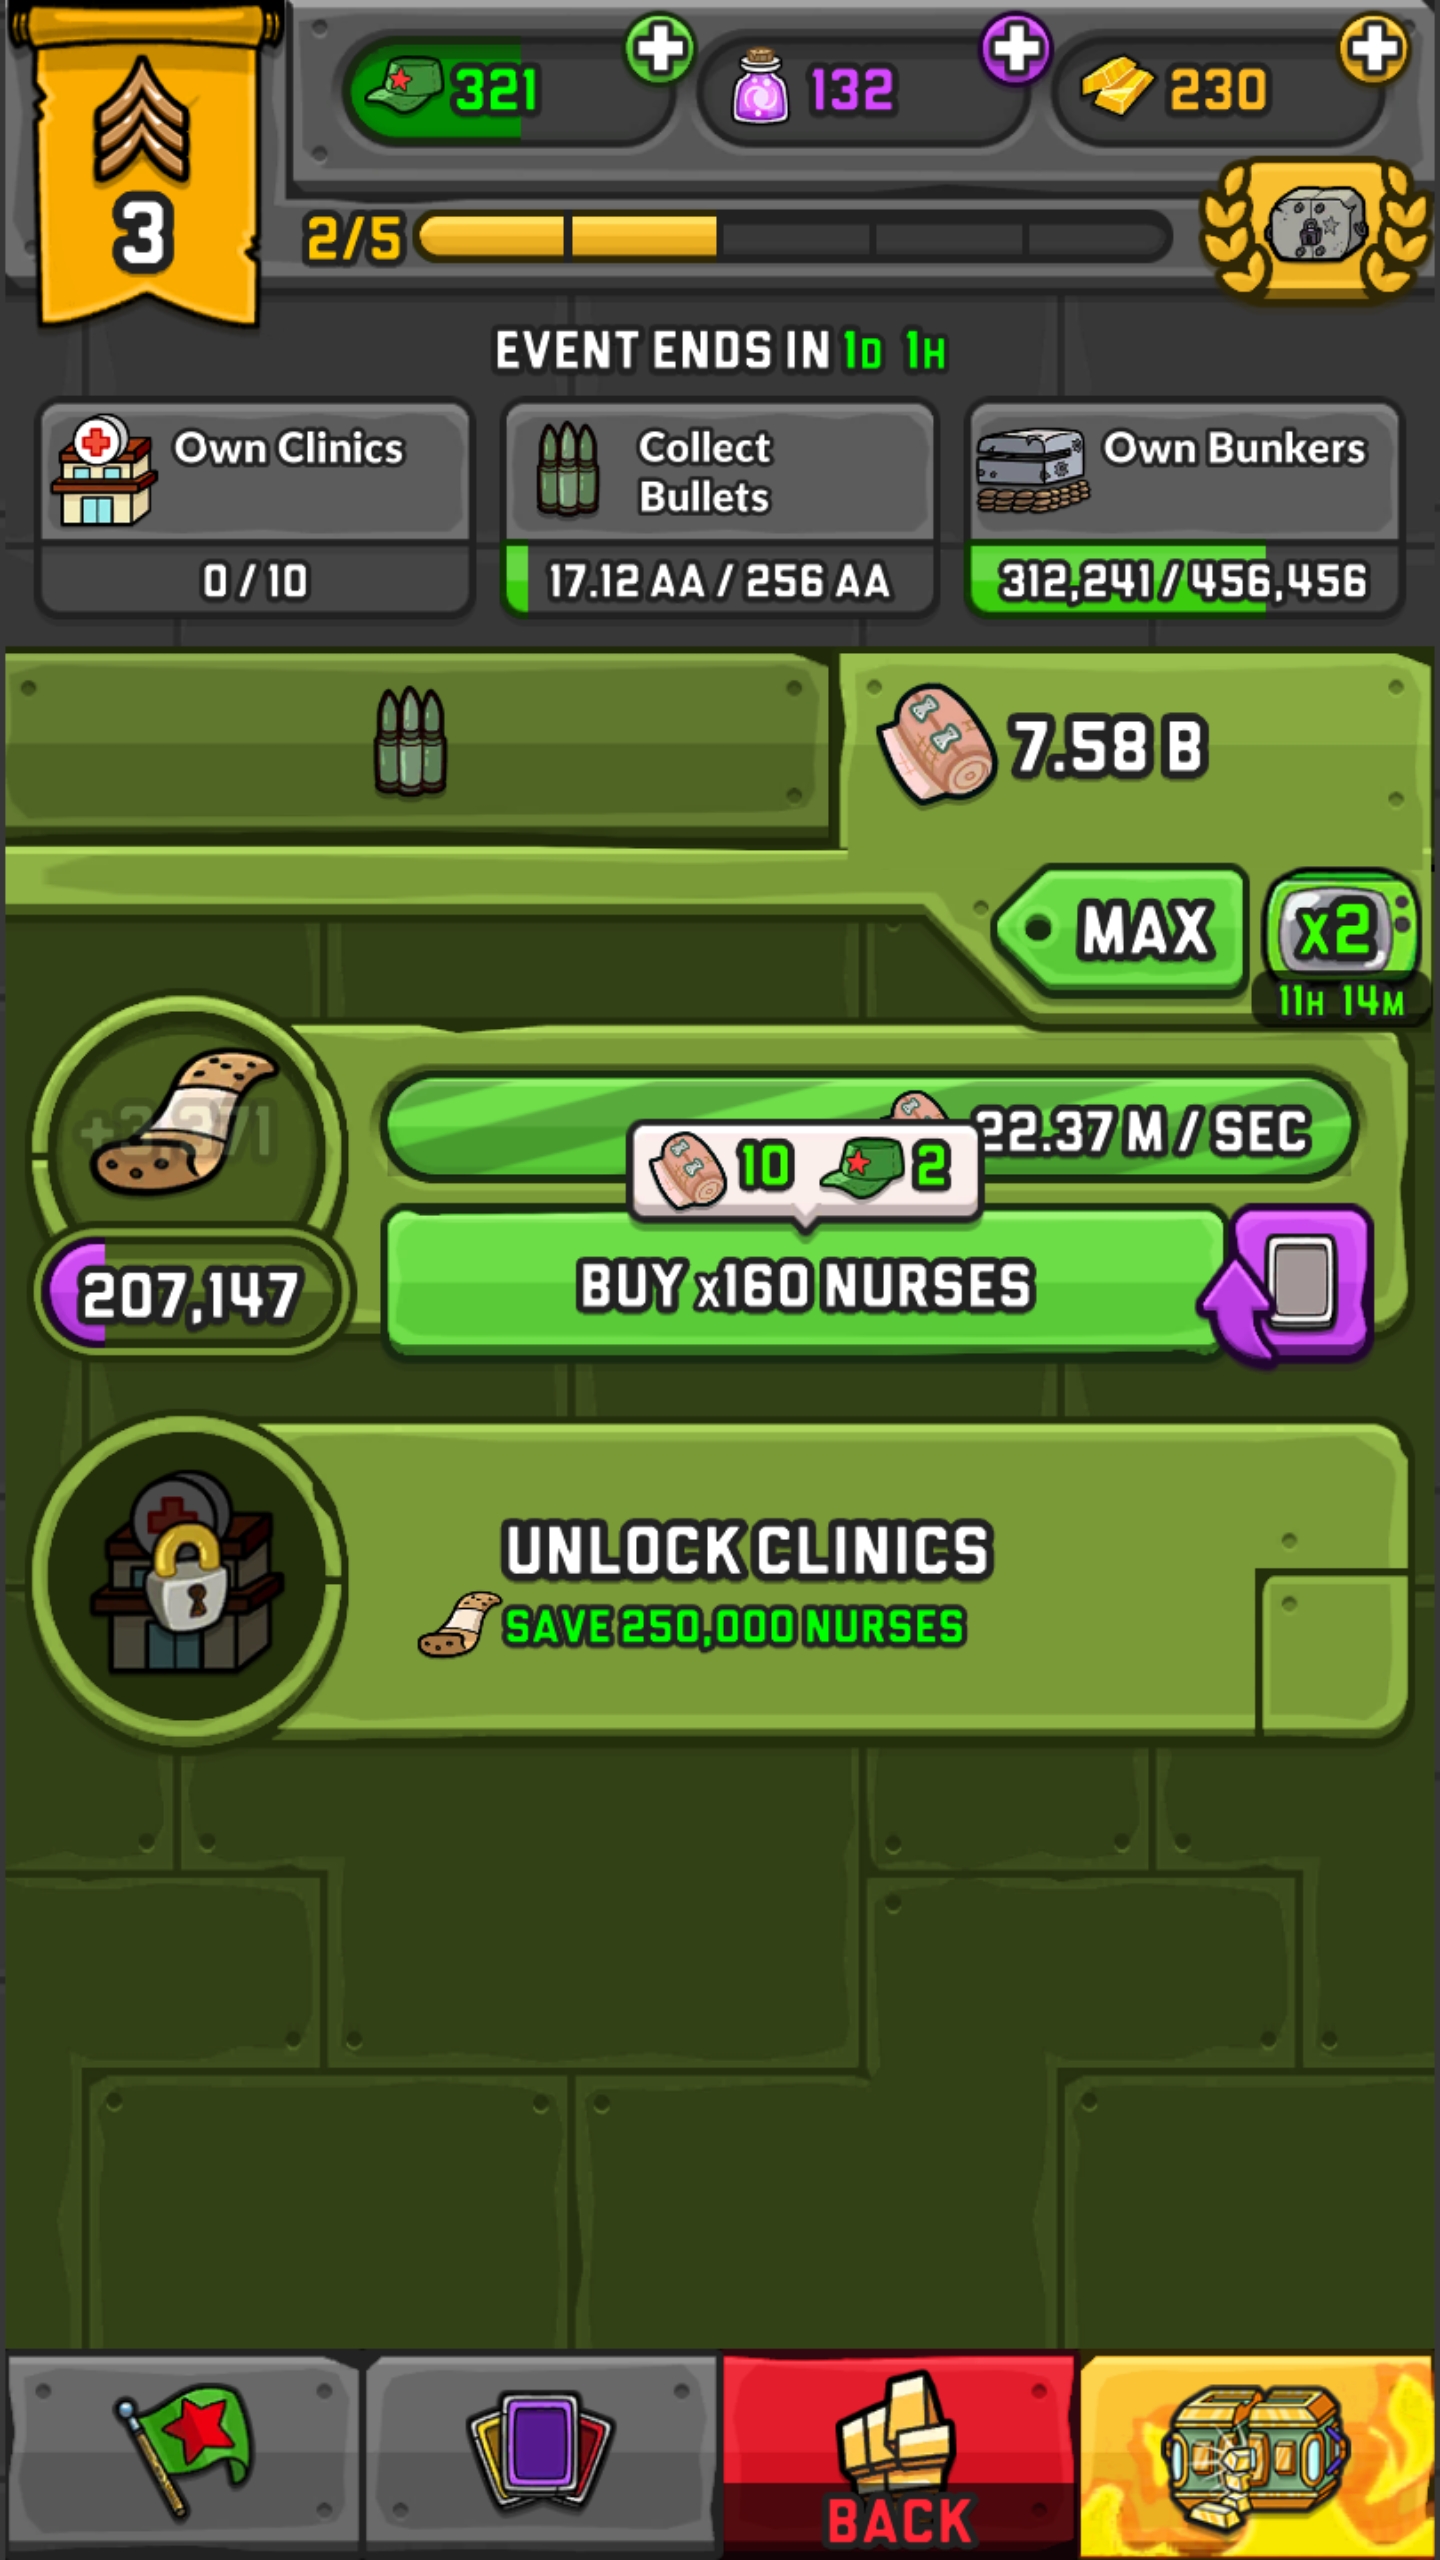 321
132
230
3
2/5
EVENT ENDS IN 1D 1H
Own Clinics
0 / 10
Collect
Bullets
17.12 AA / 256 AA
Own Bunkers
312,241 / 456,456
7.58 B
MAX
x2
11H 14M
+3,371
22.37 M / SEC
10
2
207,147
BUY x160 NURSES
UNLOCK CLINICS
SAVE 250,000 NURSES
BACK